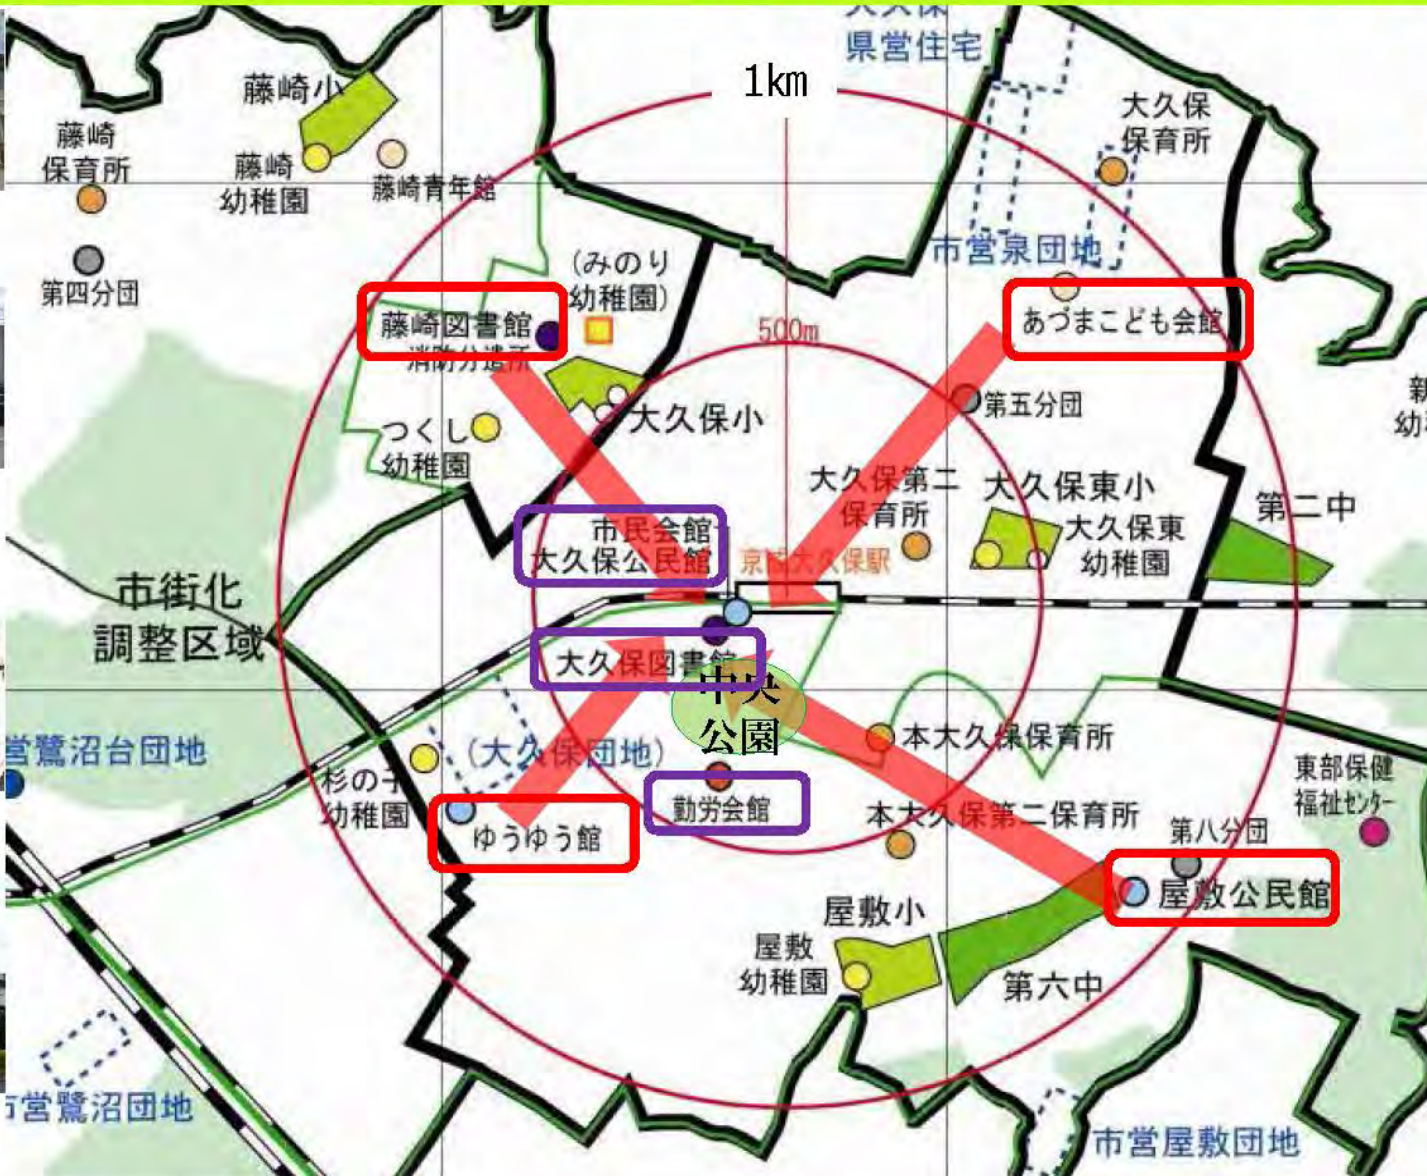 県営住宅
1km
藤崎小
大久保
保育所
藤崎
保育所
藤崎
幼稚園
藤崎青年館
市営泉団地
(みのり
幼稚園)
第四分団
藤崎図書館
消防分遣所
あづまこども会館
500m
第五分団
大久保小
つくし
幼稚園
大久保第二
保育所
大久保東小
大久保東
幼稚園
第二中
市民会館
大久保公民館
京成大久保駅
市街化
調整区域
大久保図書館
中央
公園
本大久保保育所
営鷺沼台団地
(大久保団地)
杉の子
幼稚園
東部保健
福祉センター
勤労会館
本大久保第二保育所
第八分団
ゆうゆう館
屋敷公民館
屋敷小
屋敷
幼稚園
第六中
市営鷺沼団地
市営屋敷団地